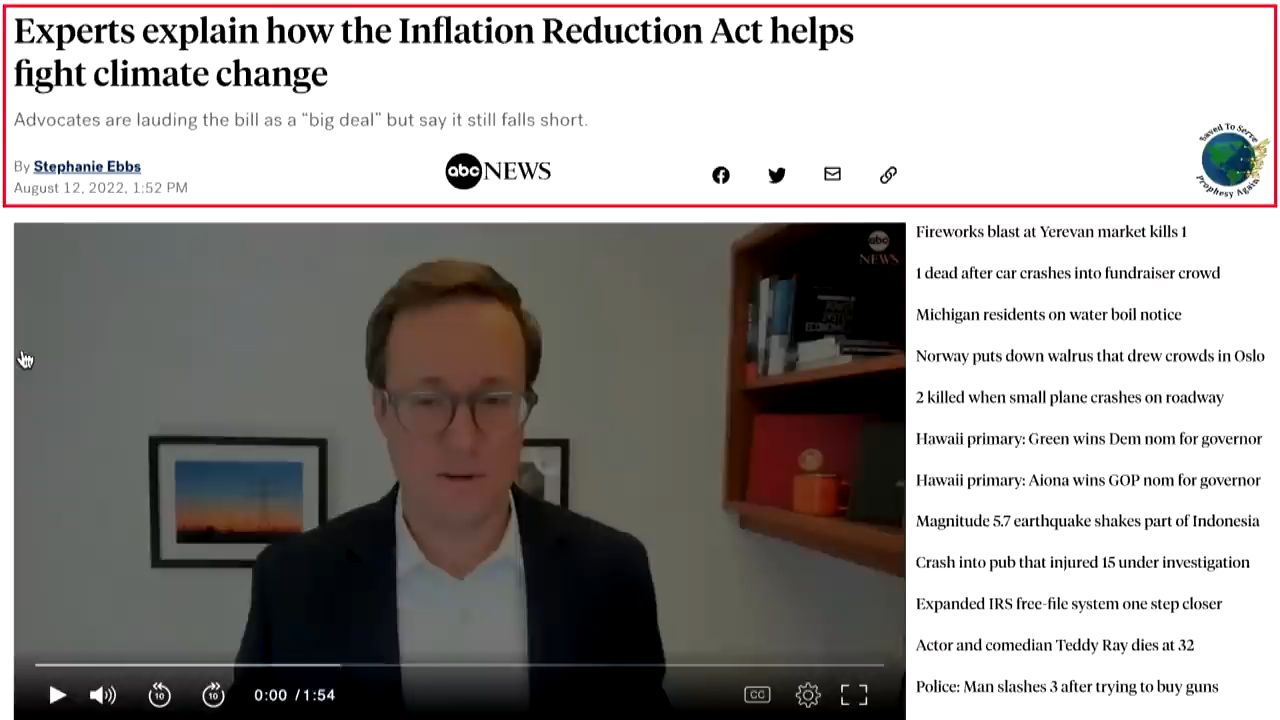 Experts explain how the Inflation Reduction Act helps
fight climate change
Advocates are lauding the bill as a “big deal” but say it still falls short.
By Stephanie Ebbs
August 12, 2022, 1:52 PM
abc NEWS
Saved To Serve
Prophesy Again
abc
NEWS
POWER
SYSTEM
ECONOMICS
10
10
0:00 / 1:54
CC
Fireworks blast at Yerevan market kills 1
1 dead after car crashes into fundraiser crowd
Michigan residents on water boil notice
Norway puts down walrus that drew crowds in Oslo
2 killed when small plane crashes on roadway
Hawaii primary: Green wins Dem nom for governor
Hawaii primary: Aiona wins GOP nom for governor
Magnitude 5.7 earthquake shakes part of Indonesia
Crash into pub that injured 15 under investigation
Expanded IRS free-file system one step closer
Actor and comedian Teddy Ray dies at 32
Police: Man slashes 3 after trying to buy guns